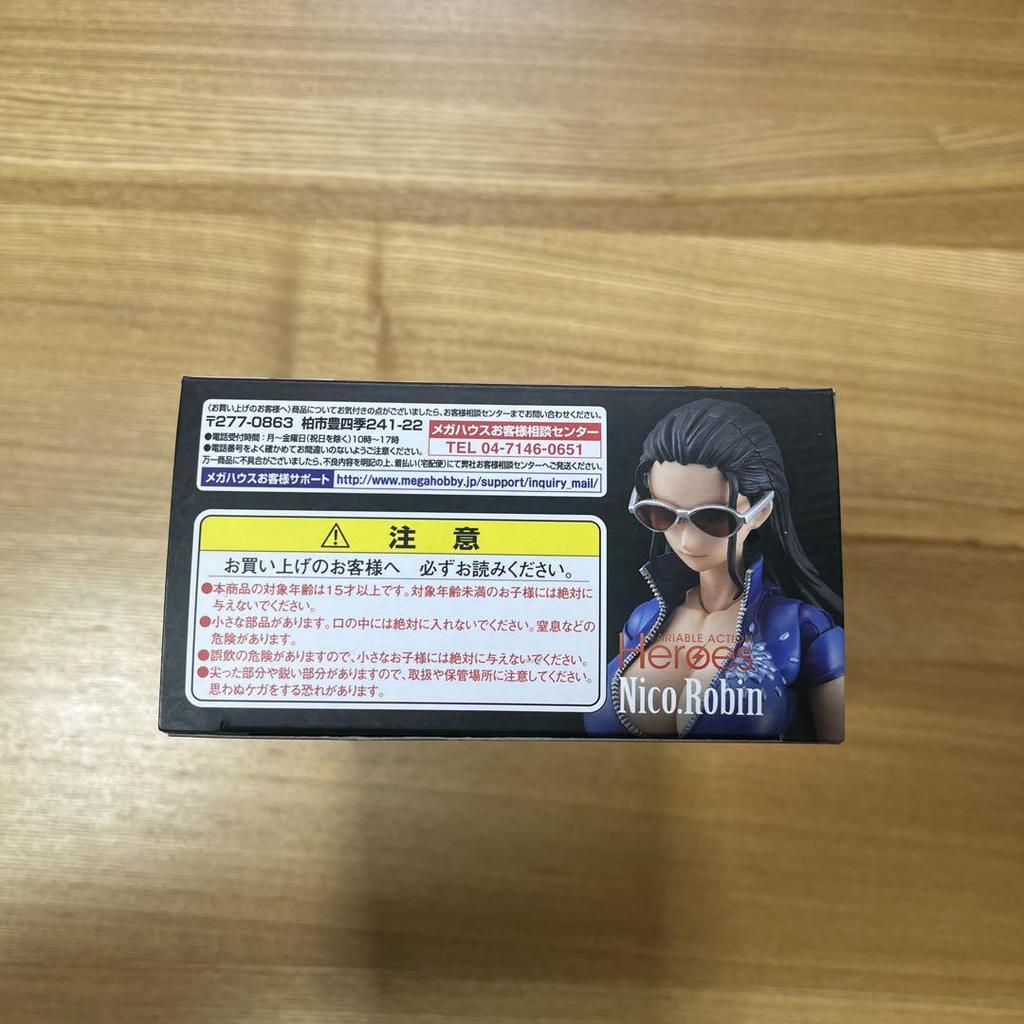 〈お買い上げのお客様へ〉商品についてお気付きの点がございましたら、お客様相談センターまでお問い合わせください。
〒277-0863 柏市豊四季241-22
●電話受付時間:月~金曜日(祝日を除く)10時~17時
●電話番号をよく確かめてお間違いのないようご注意ください。
メガハウスお客様相談センター
TEL 04-7146-0651
万一商品に不具合がございましたら、不良内容を明記の上、着払い(宅配便)にて弊社お客様相談センターへご発送ください。
メガハウスお客様サポート http://www.megahobby.jp/support/inquiry_mail/
⚠ 注 意
お買い上げのお客様へ 必ずお読みください。
●本商品の対象年齢は15才以上です。対象年齢未満のお子様には絶対に
与えないでください。
●小さな部品があります。口の中には絶対に入れないでください。窒息などの
危険があります。
●誤飲の危険がありますので、小さなお子様には絶対に与えないでください。
●尖った部分や鋭い部分がありますので、取扱や保管場所に注意してください。
思わぬケガをする恐れがあります。
VARIABLE ACTION
Heroes
Nico.Robin